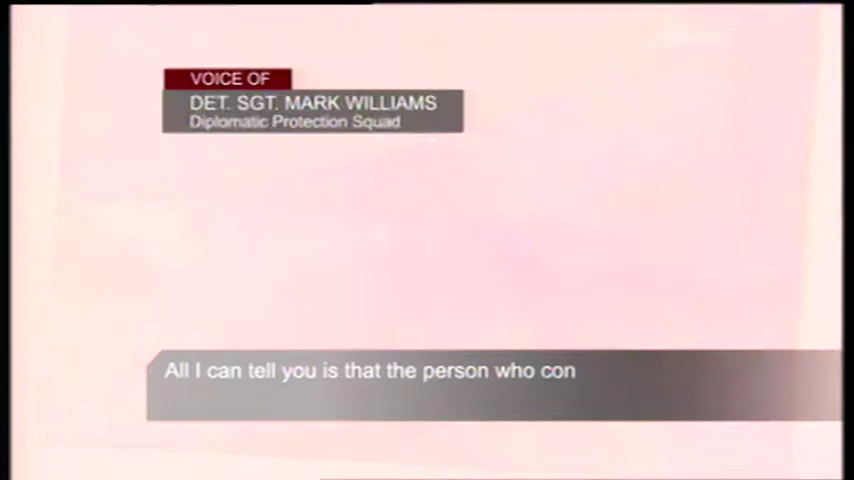 VOICE OF
DET. SGT. MARK WILLIAMS
Diplomatic Protection Squad
All I can tell you is that the person who con